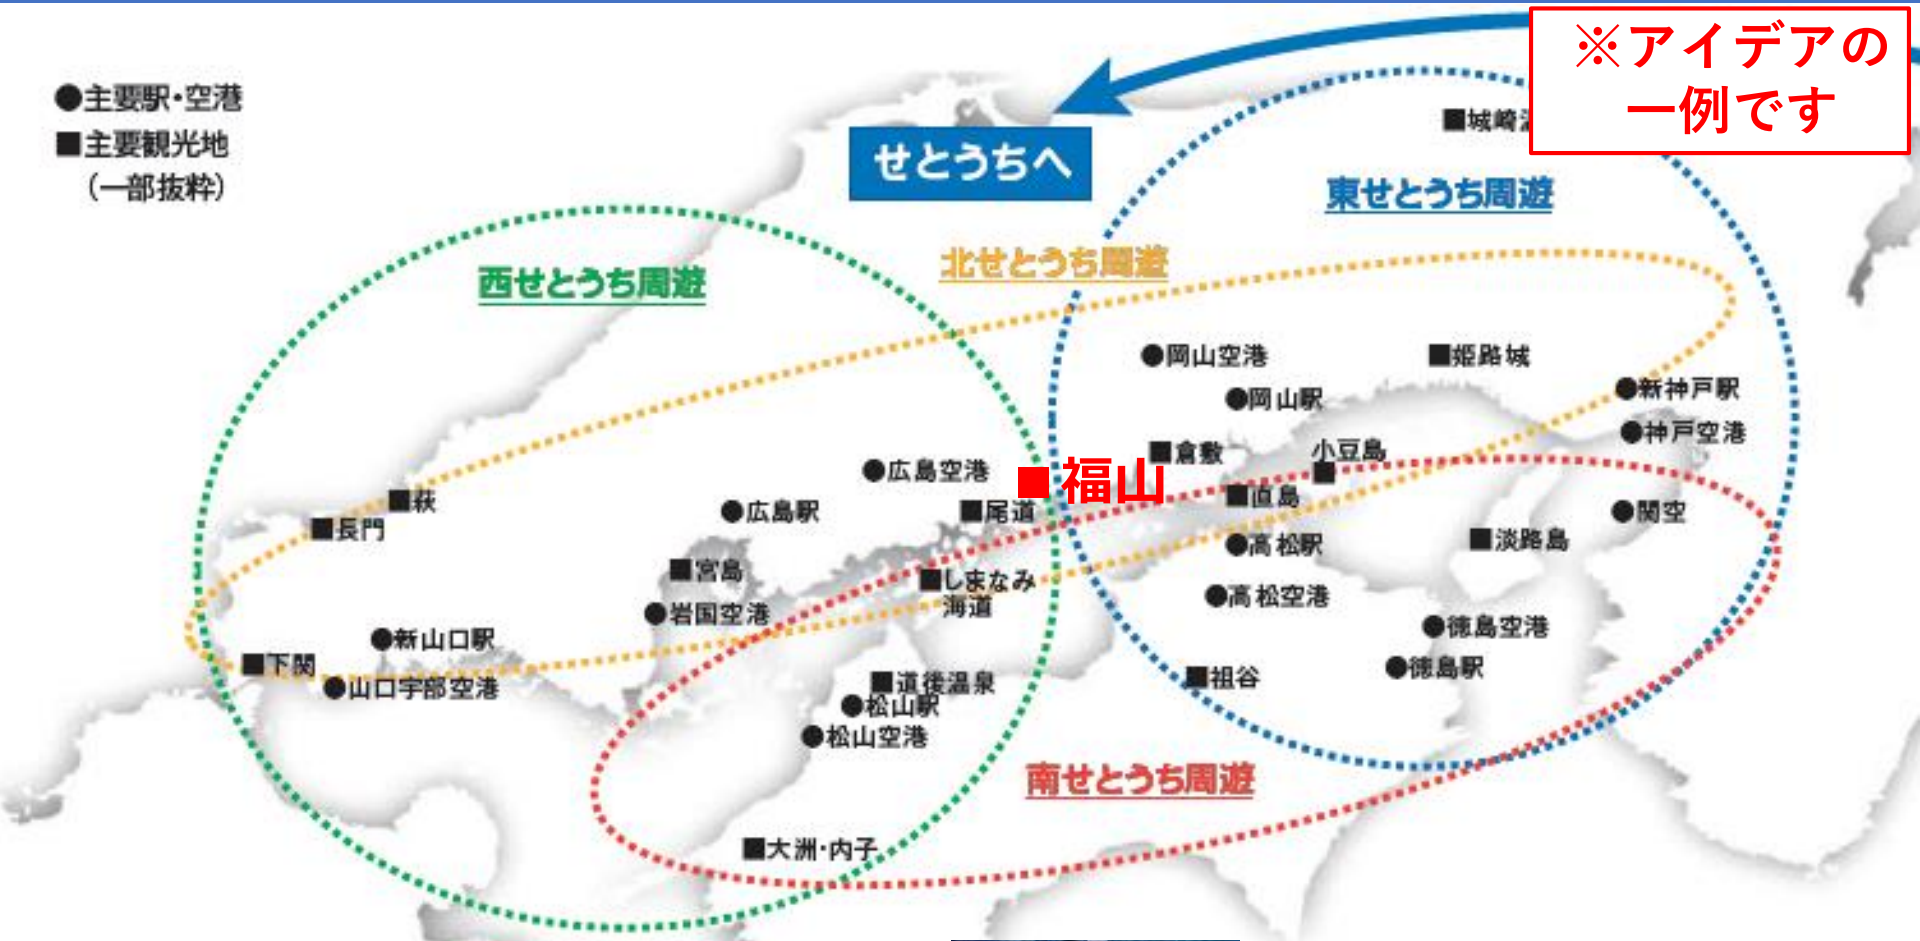 ※アイデアの
一例です
●主要駅・空港
■主要観光地
（一部抜粋）
せとうちへ
■城崎
東せとうち周遊
北せとうち周遊
西せとうち周遊
●岡山空港
■姫路城
●岡山駅
●新神戸駅
●神戸空港
■倉敷
小豆島
■
●広島空港
■福山
■直島
■萩
■長門
●広島駅
■尾道
●関空
●高松駅
■淡路島
■宮島
■しまなみ
海道
●高松空港
●岩国空港
●徳島空港
●新山口駅
■下関
●徳島駅
■祖谷
●山口宇部空港
■道後温泉
●松山駅
●松山空港
南せとうち周遊
■大洲・内子